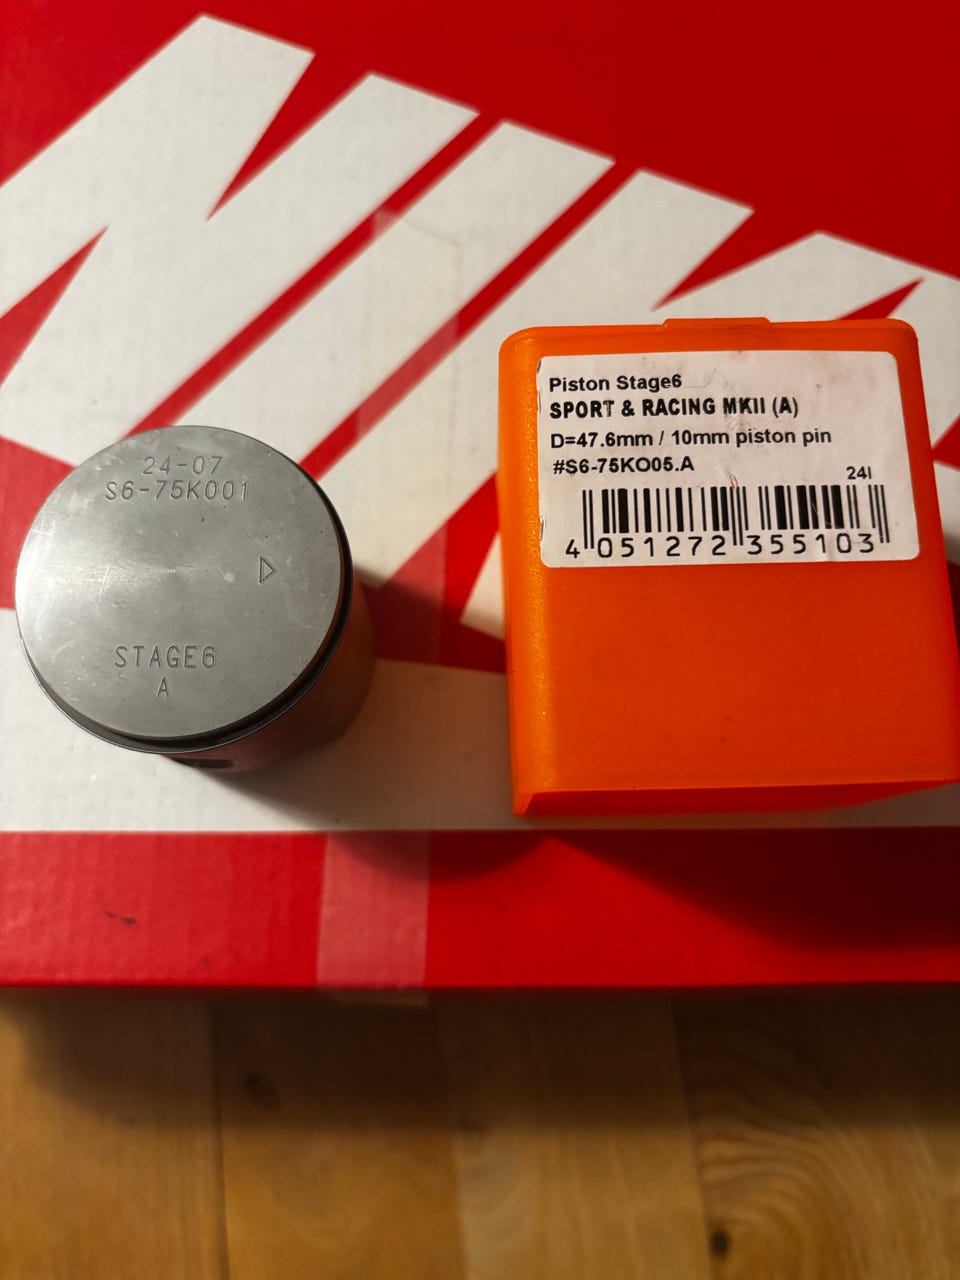 NIKE
24-07
S6-75K001
STAGE6
A
Piston Stage6
SPORT & RACING MKII (A)
D=47.6mm / 10mm piston pin
#S6-75KO05.A
24I
4 051272 355103